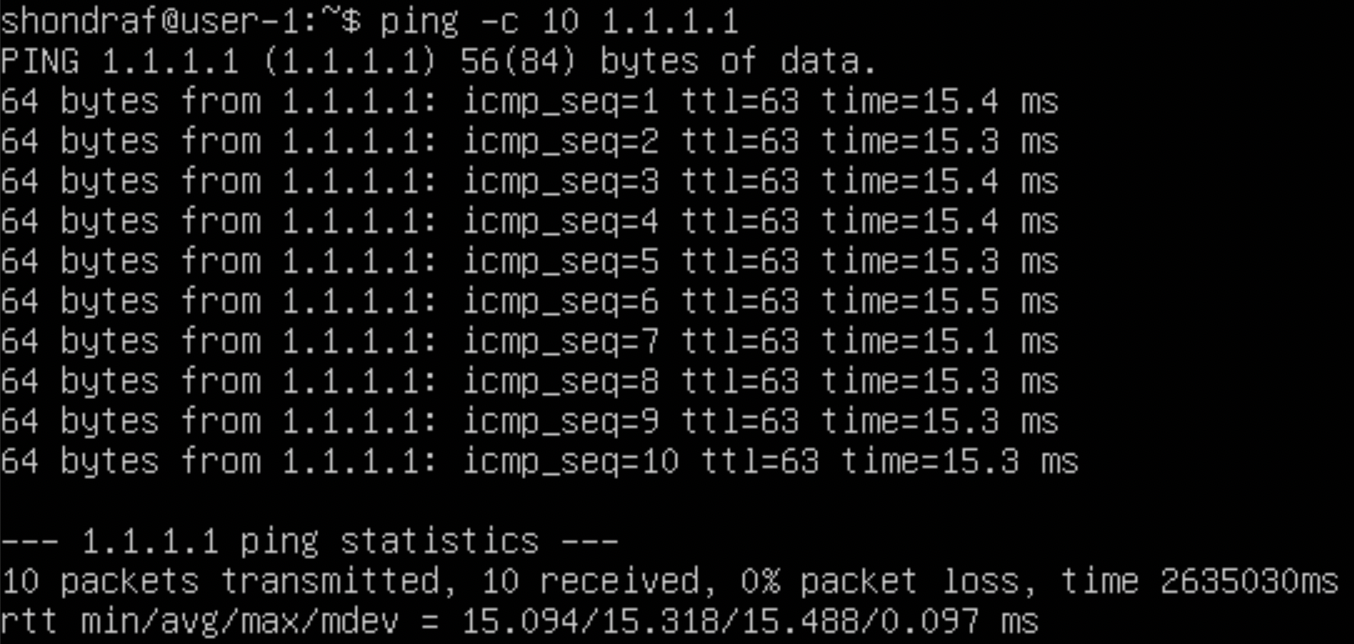 shondraf@user-1:~$ ping -c 10 1.1.1.1
PING 1.1.1.1 (1.1.1.1) 56(84) bytes of data.
64 bytes from 1.1.1.1: icmp_seq=1 ttl=63 time=15.4 ms
64 bytes from 1.1.1.1: icmp_seq=2 ttl=63 time=15.3 ms
64 bytes from 1.1.1.1: icmp_seq=3 ttl=63 time=15.4 ms
64 bytes from 1.1.1.1: icmp_seq=4 ttl=63 time=15.4 ms
64 bytes from 1.1.1.1: icmp_seq=5 ttl=63 time=15.3 ms
64 bytes from 1.1.1.1: icmp_seq=6 ttl=63 time=15.5 ms
64 bytes from 1.1.1.1: icmp_seq=7 ttl=63 time=15.1 ms
64 bytes from 1.1.1.1: icmp_seq=8 ttl=63 time=15.3 ms
64 bytes from 1.1.1.1: icmp_seq=9 ttl=63 time=15.3 ms
64 bytes from 1.1.1.1: icmp_seq=10 ttl=63 time=15.3 ms
--- 1.1.1.1 ping statistics ---
10 packets transmitted, 10 received, 0% packet loss, time 2635030ms
rtt min/avg/max/mdev = 15.094/15.318/15.488/0.097 ms